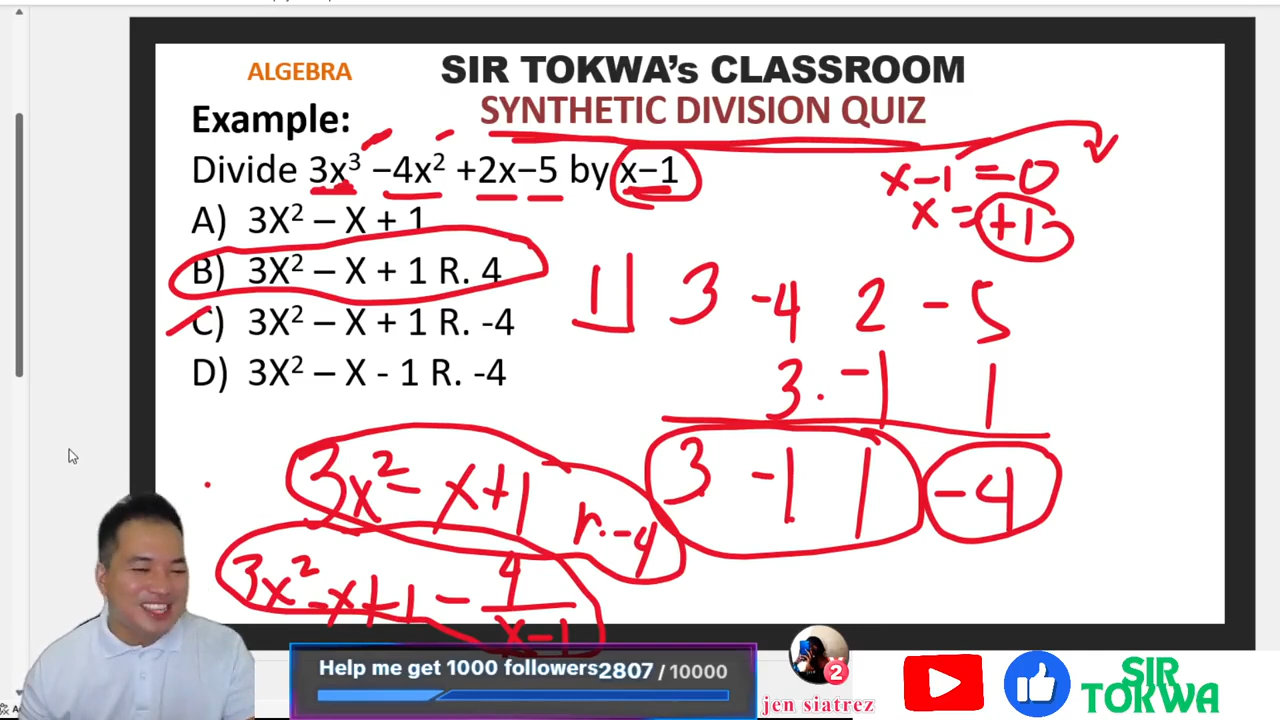 ALGEBRA
SIR TOKWA's CLASSROOM
SYNTHETIC DIVISION QUIZ
Example:
Divide 3x³ −4x² +2x−5 by x−1
x-1 = 0
x = +1
A) 3X² – X + 1
B) 3X² – X + 1 R. 4
C) 3X² – X + 1 R. -4
D) 3X² – X - 1 R. -4
1 3 -4 2 -5
3 -1 1
3 -1 1 -4
3x² - x+1 r. -4
3x² - x+1 - 4/x-1
Help me get 1000 followers 2807 / 10000
2
jen siatrez
SIR TOKWA